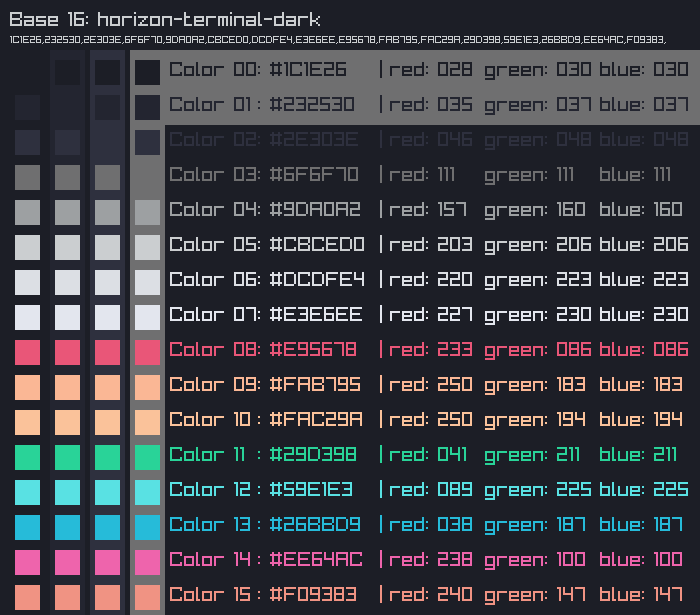 Base 16: horizon-terminal-dark
1C1E26,232530,2E303E,6F6F70,9DA0A2,CBCED0,DCDFE4,E3E6EE,E95678,FAB795,FAC29A,29D398,59E1E3,26BBD9,EE64AC,F09383,
Color 00: #1C1E26 | red: 028 green: 030 blue: 030
Color 01 : #232530 | red: 035 green: 037 blue: 037
Color 02: #2E303E | red: 046 green: 048 blue: 048
Color 03: #6F6F70 | red: 111 green: 111 blue: 111
Color 04: #9DA0A2 | red: 157 green: 160 blue: 160
Color 05: #CBCED0 | red: 203 green: 206 blue: 206
Color 06: #DCDFE4 | red: 220 green: 223 blue: 223
Color 07: #E3E6EE | red: 227 green: 230 blue: 230
Color 08: #E95678 | red: 233 green: 086 blue: 086
Color 09: #FAB795 | red: 250 green: 183 blue: 183
Color 10 : #FAC29A | red: 250 green: 194 blue: 194
Color 11 : #29D398 | red: 041 green: 211 blue: 211
Color 12 : #59E1E3 | red: 089 green: 225 blue: 225
Color 13 : #26BBD9 | red: 038 green: 187 blue: 187
Color 14 : #EE64AC | red: 238 green: 100 blue: 100
Color 15 : #F09383 | red: 240 green: 147 blue: 147